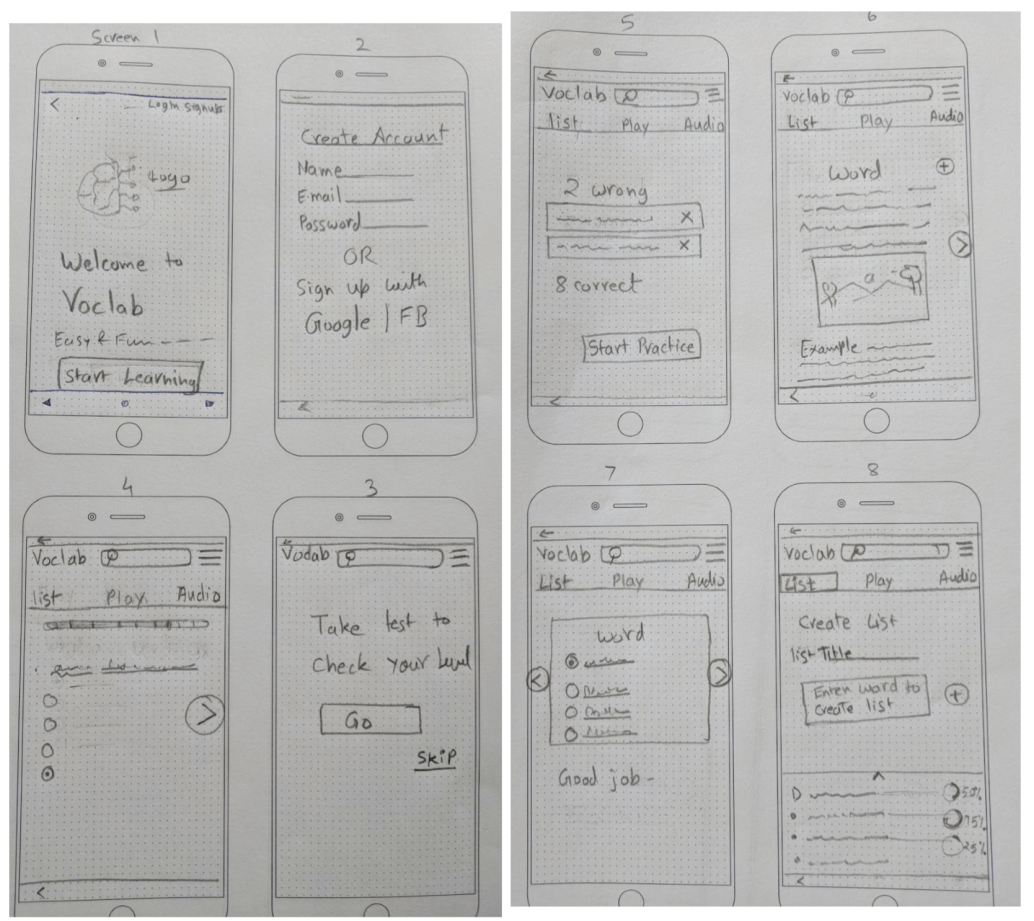 Screen 1
Login Signup
Logo
Welcome to
Voclab
Easy & Fun
Start Learning
2
Create Account
Name
E-mail
Password
OR
Sign up with
Google | FB
4
Voclab
list Play Audio
3
Voclab
Take test to
Check your level
Go
Skip
5
Voclab
list Play Audio
2 wrong
X
X
8 correct
Start Practice
6
Voclab
List Play Audio
Word +
Example
7
Voclab
List Play Audio
Word
Good job -
8
Voclab
List Play Audio
Create List
list Title
Enter word to
Create list +
50%
75%
25%